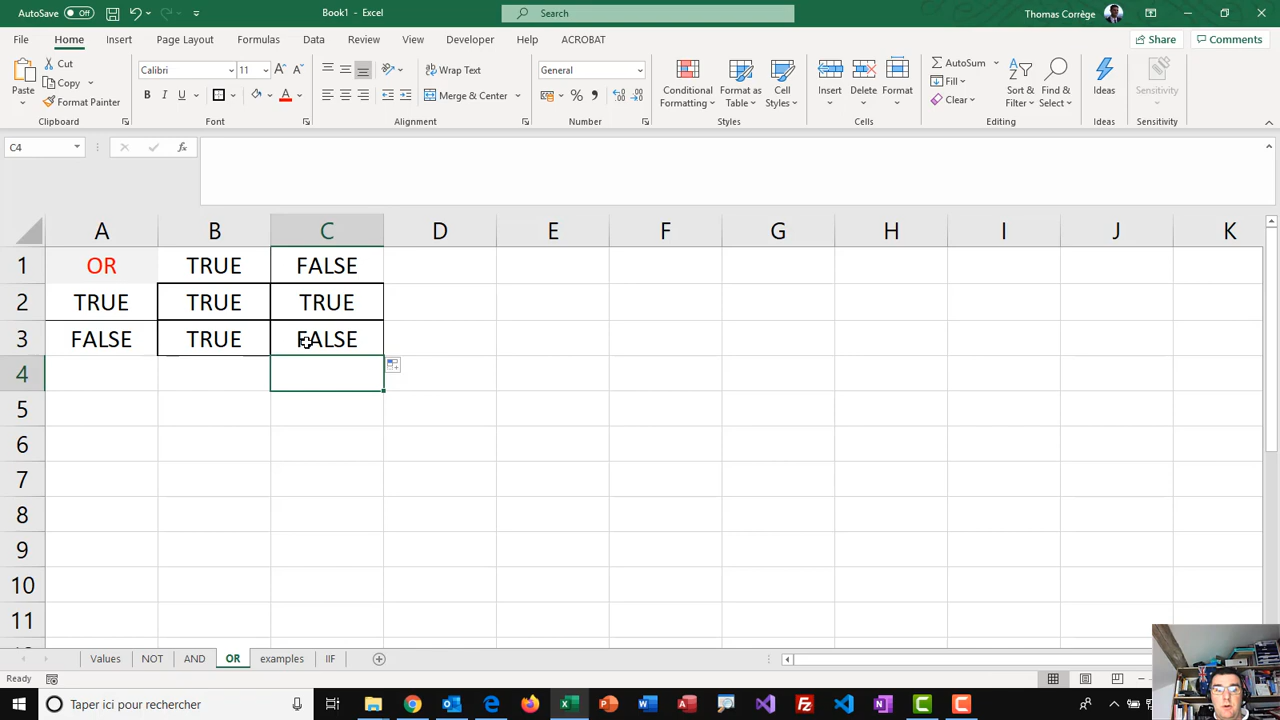 AutoSave Off Book1 - Excel Search Thomas Corrège
File Home Insert Page Layout Formulas Data Review View Developer Help ACROBAT Share Comments
Paste Cut Copy Format Painter Clipboard
Calibri 11 B I U A Font
Wrap Text Merge & Center Alignment
General % Number
Conditional Formatting Format as Table Cell Styles Styles
Insert Delete Format Cells
AutoSum Fill Clear Sort & Filter Find & Select Editing
Ideas Ideas
Sensitivity Sensitivity
C4 fx
A B C D E F G H I J K
1 OR TRUE FALSE
2 TRUE TRUE TRUE
3 FALSE TRUE FALSE
4
5
6
7
8
9
10
11
Values NOT AND OR examples IIF
Ready
Taper ici pour rechercher